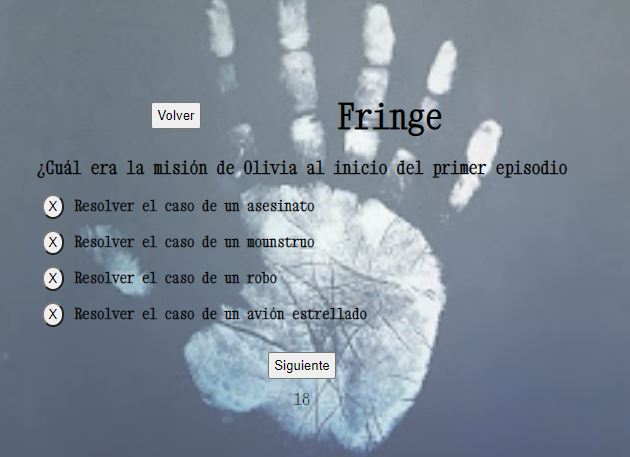 Volver
Fringe
¿Cuál era la misión de Olivia al inicio del primer episodio
X Resolver el caso de un asesinato
X Resolver el caso de un mounstruo
X Resolver el caso de un robo
X Resolver el caso de un avión estrellado
Siguiente
18